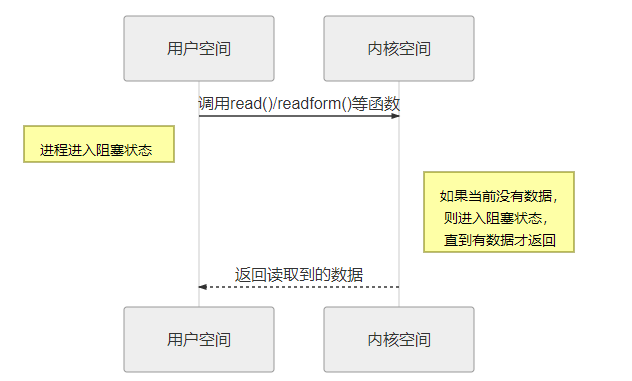 用户空间
内核空间
调用read()/readform()等函数
进程进入阻塞状态
如果当前没有数据，
则进入阻塞状态，
直到有数据才返回
返回读取到的数据
用户空间
内核空间